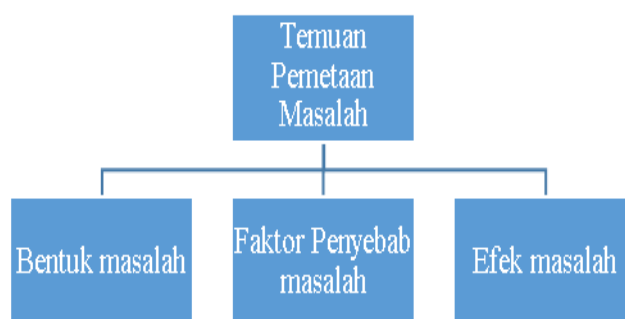 Temuan
Pemetaan
Masalah
Bentuk masalah
Faktor Penyebab
masalah
Efek masalah